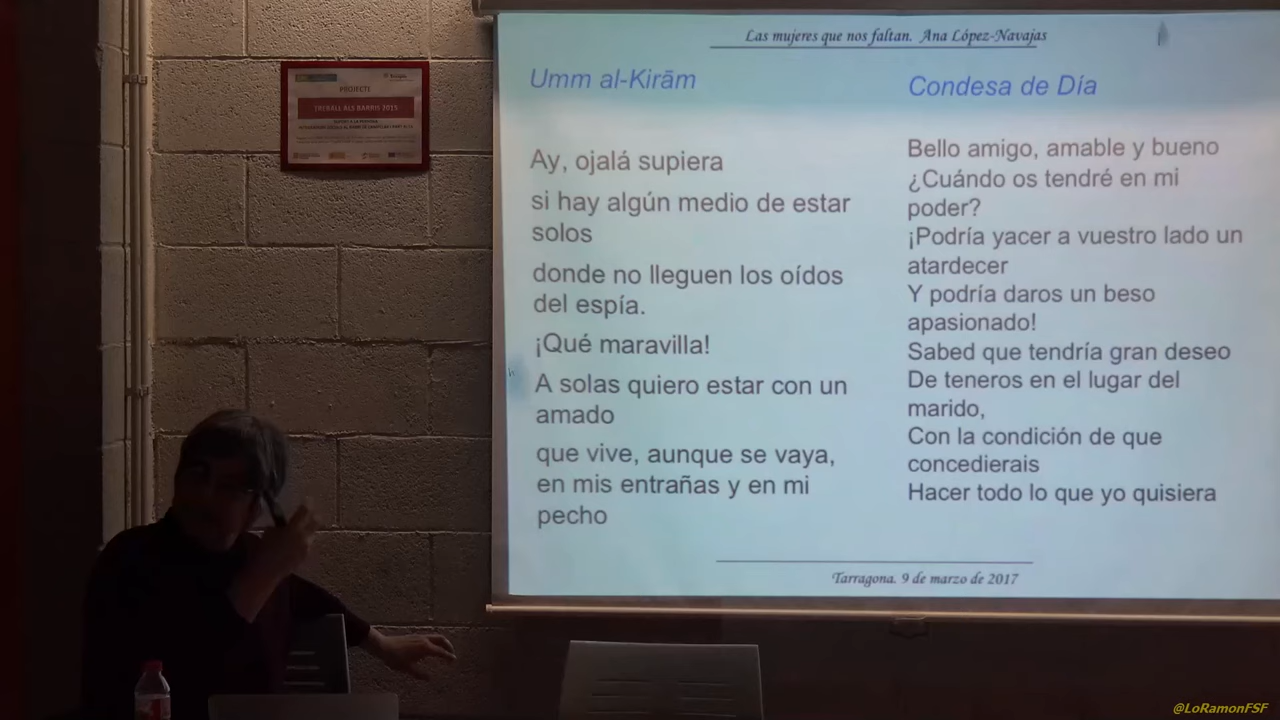 Las mujeres que nos faltan. Ana López-Navajas
Umm al-Kirām
Ay, ojalá supiera
si hay algún medio de estar
solos
donde no lleguen los oídos
del espía.
¡Qué maravilla!
A solas quiero estar con un
amado
que vive, aunque se vaya,
en mis entrañas y en mi
pecho
Condesa de Día
Bello amigo, amable y bueno
¿Cuándo os tendré en mi
poder?
¡Podría yacer a vuestro lado un
atardecer
Y podría daros un beso
apasionado!
Sabed que tendría gran deseo
De teneros en el lugar del
marido,
Con la condición de que
concedierais
Hacer todo lo que yo quisiera
Tarragona. 9 de marzo de 2017
PROJECTE
TREBALL ALS BARRIS 2015
@LoRamonFSF